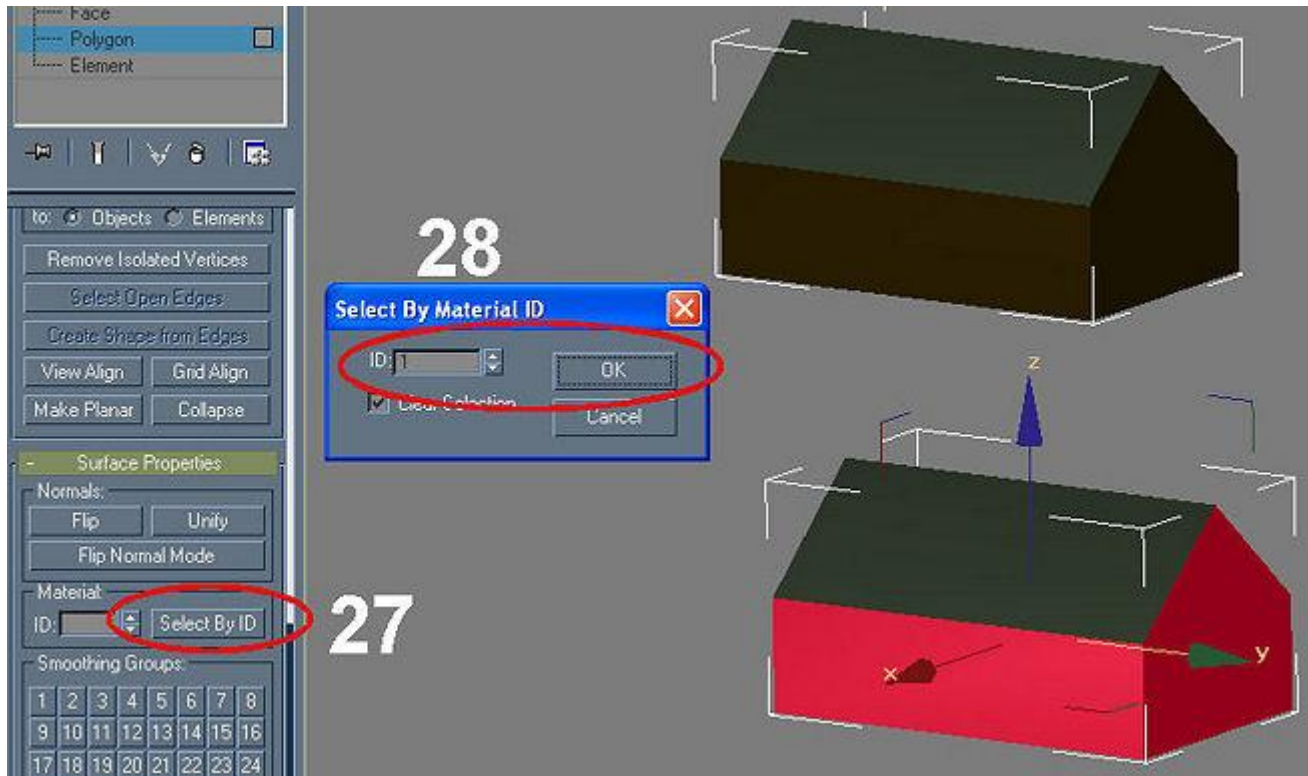 Face
Polygon
Element
to: Objects Elements
Remove Isolated Vertices
Select Open Edges
Create Shape from Edges
View Align Grid Align
Make Planar Collapse
- Surface Properties
Normals:
Flip Unify
Flip Normal Mode
Material:
ID: Select By ID
27
Smoothing Groups:
1 2 3 4 5 6 7 8
9 10 11 12 13 14 15 16
17 18 19 20 21 22 23 24
28
Select By Material ID
ID: 1 OK
Clear Selection
Cancel
z
x
y